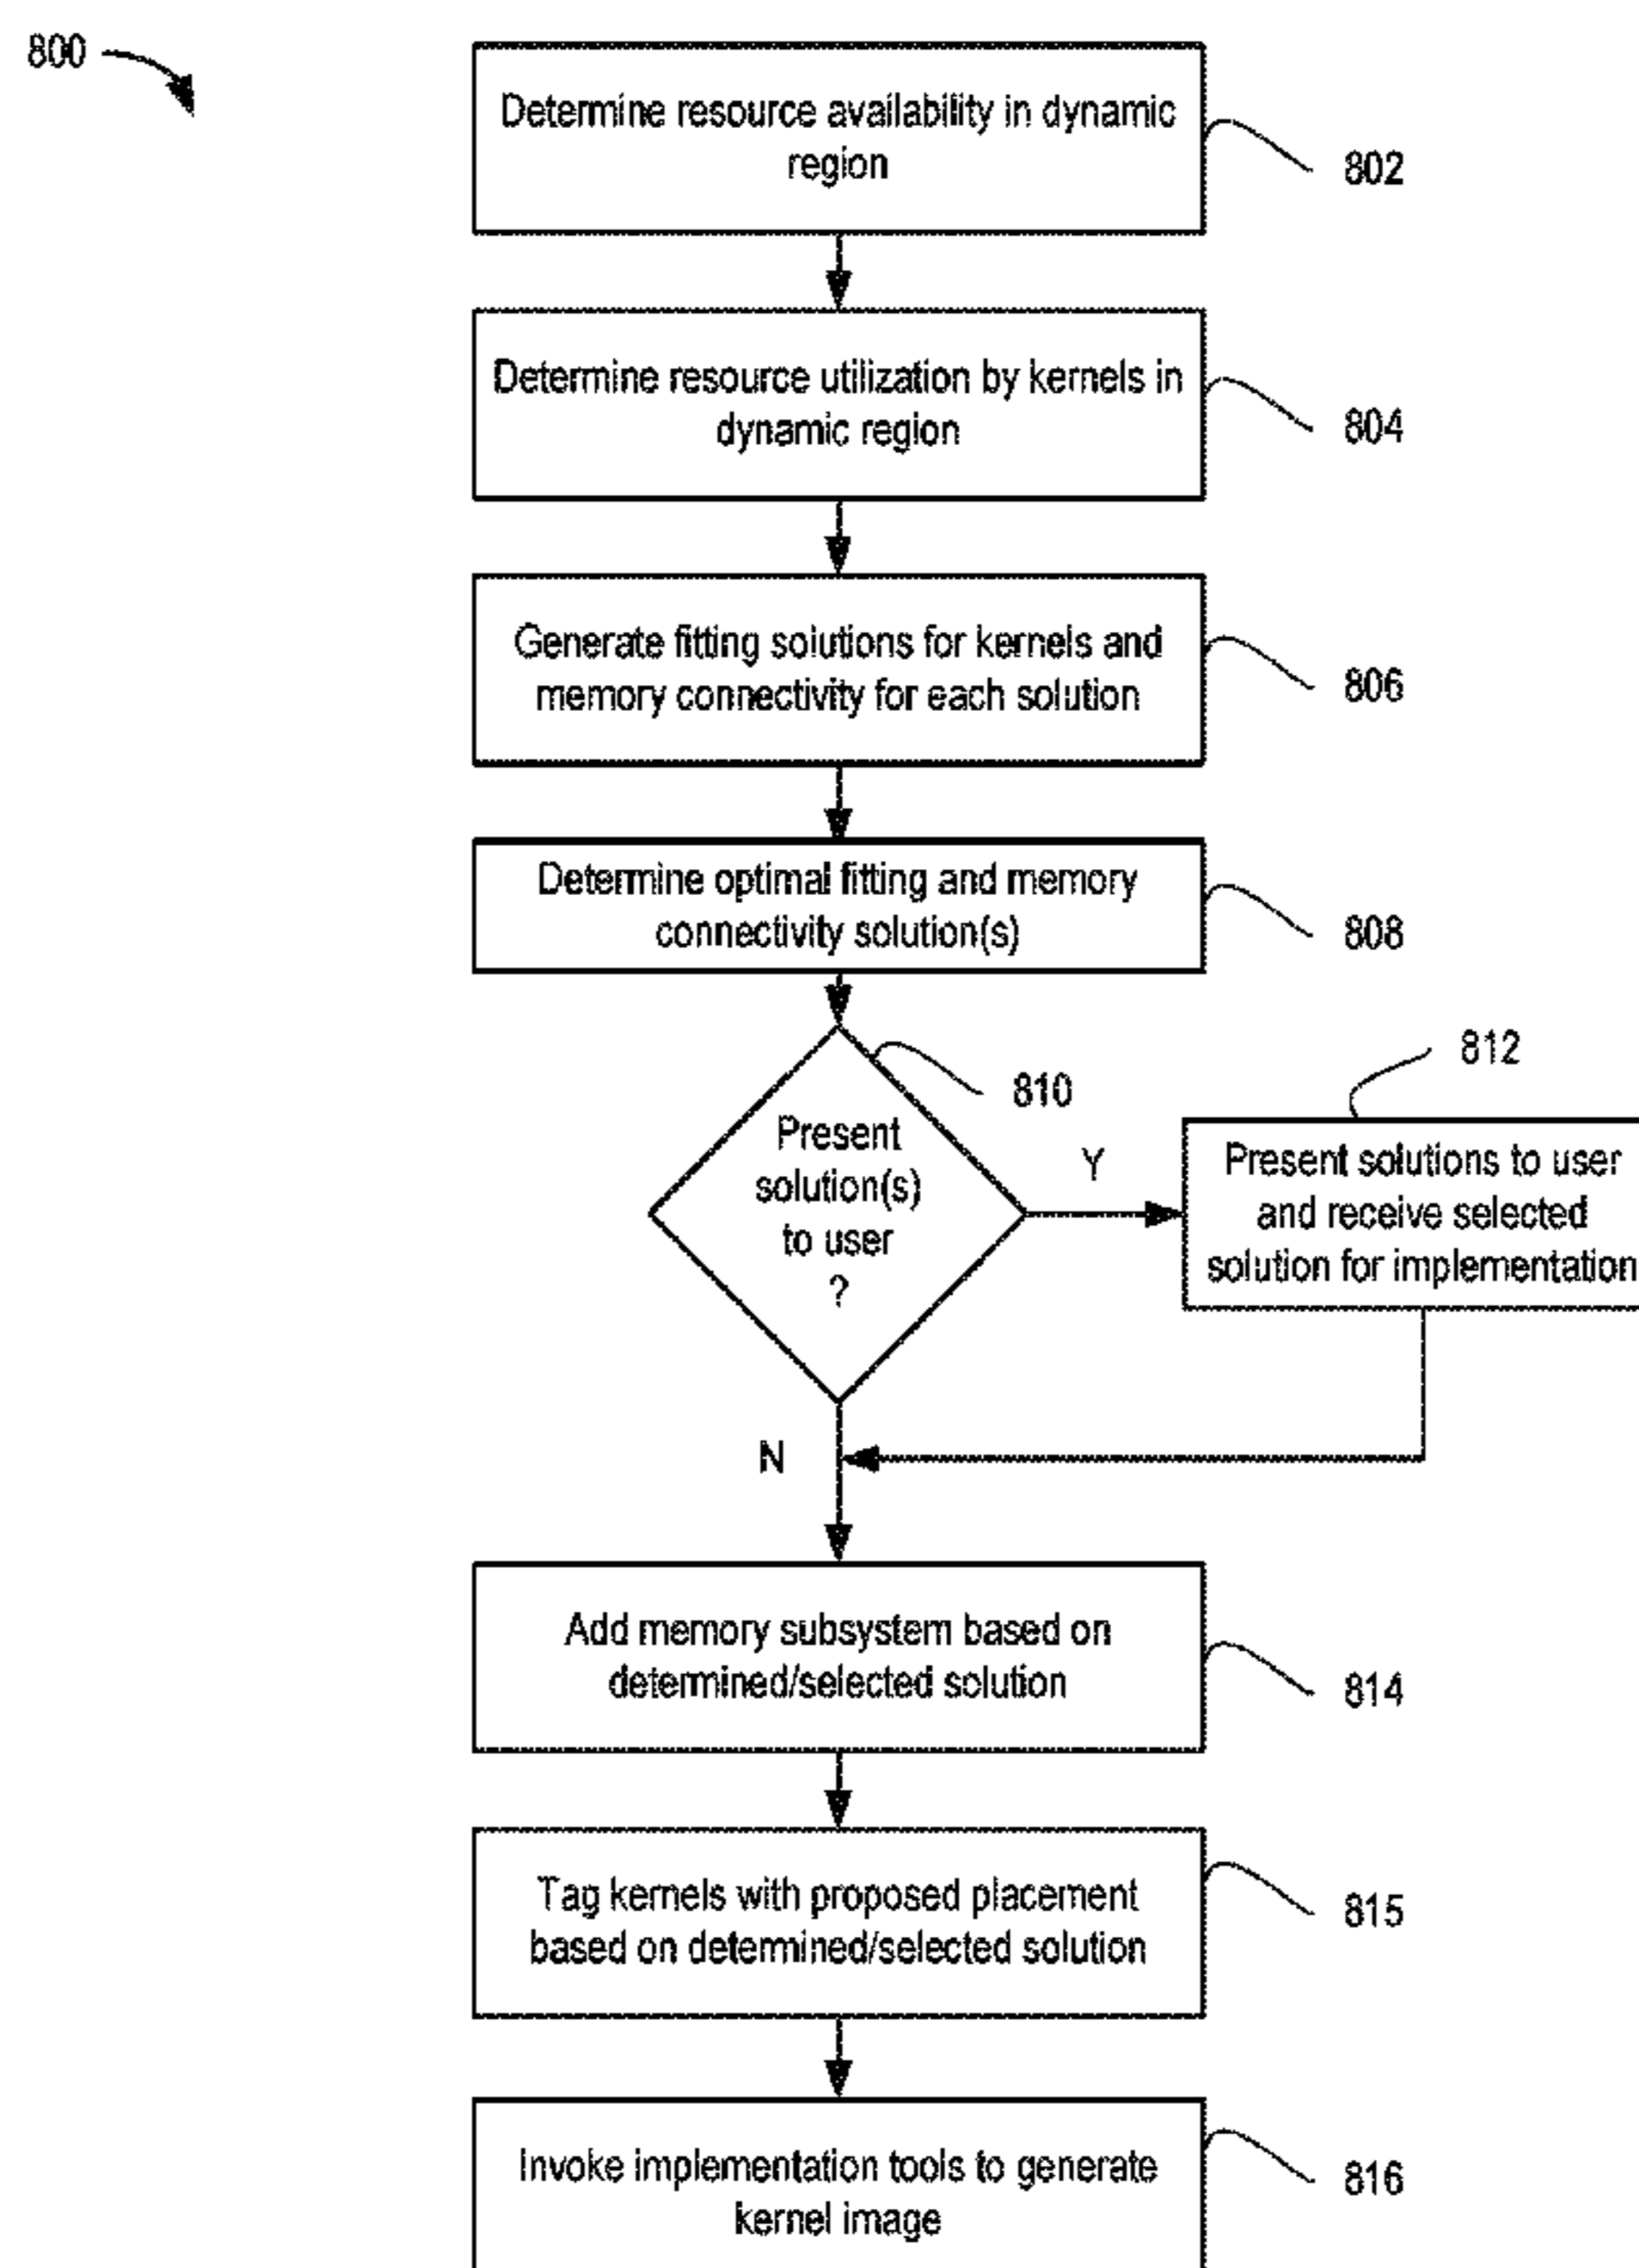 800
Determine resource availability in dynamic
region
802
Determine resource utilization by kernels in
dynamic region
804
Generate fitting solutions for kernels and
memory connectivity for each solution
806
Determine optimal fitting and memory
connectivity solution(s)
808
810
Present
solution(s)
to user
?
Y
812
Present solutions to user
and receive selected
solution for implementation
N
Add memory subsystem based on
determined/selected solution
814
Tag kernels with proposed placement
based on determined/selected solution
815
Invoke implementation tools to generate
kernel image
816